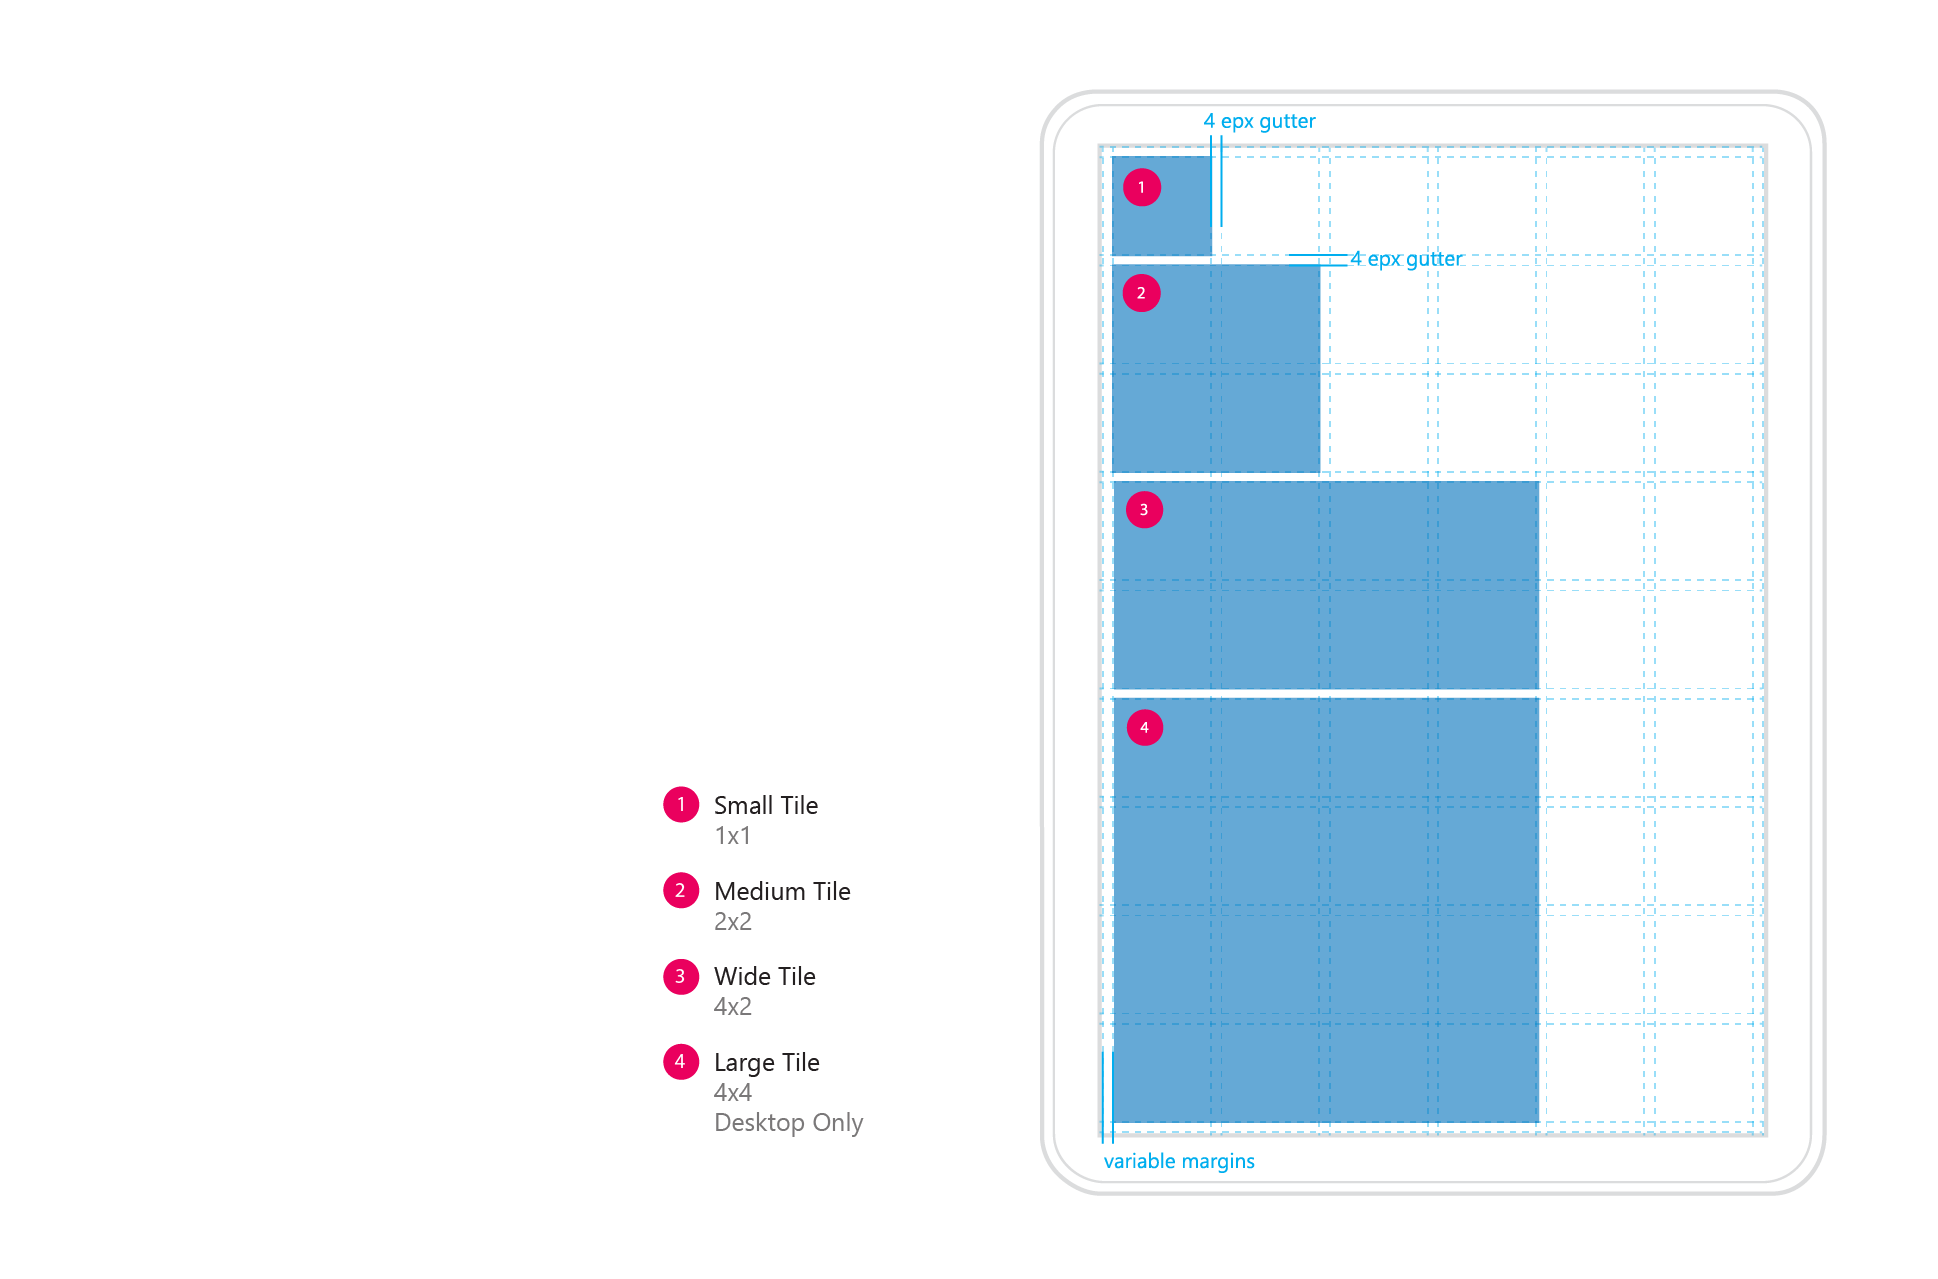 1 Small Tile
1x1
2 Medium Tile
2x2
3 Wide Tile
4x2
4 Large Tile
4x4
Desktop Only
4 epx gutter
1
4 epx gutter
2
3
4
variable margins